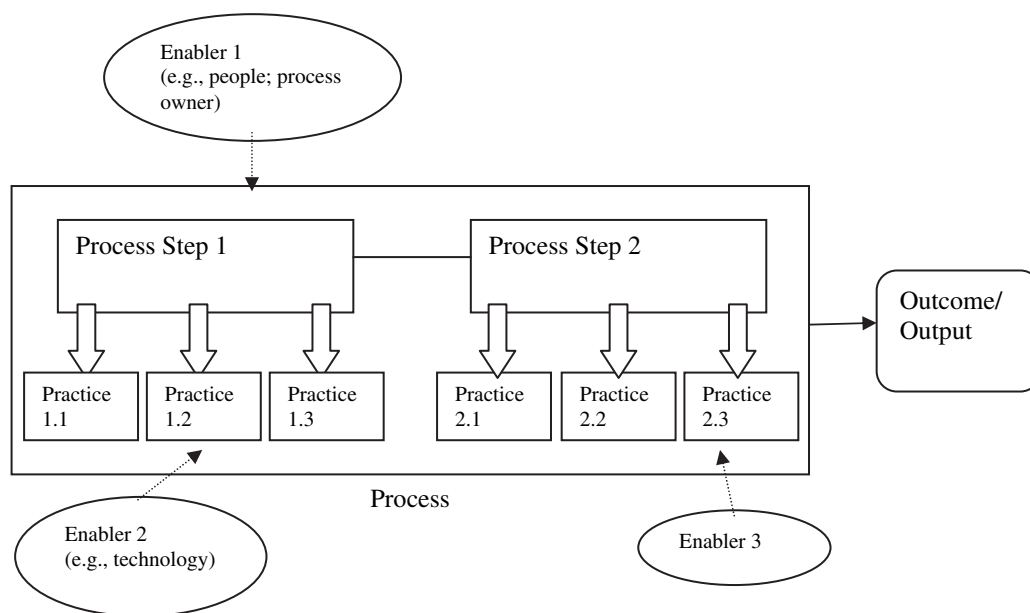 Enabler 1
(e.g., people; process
owner)
Process Step 1
Process Step 2
Outcome/
Output
Practice
1.1
Practice
1.2
Practice
1.3
Practice
2.1
Practice
2.2
Practice
2.3
Process
Enabler 2
(e.g., technology)
Enabler 3